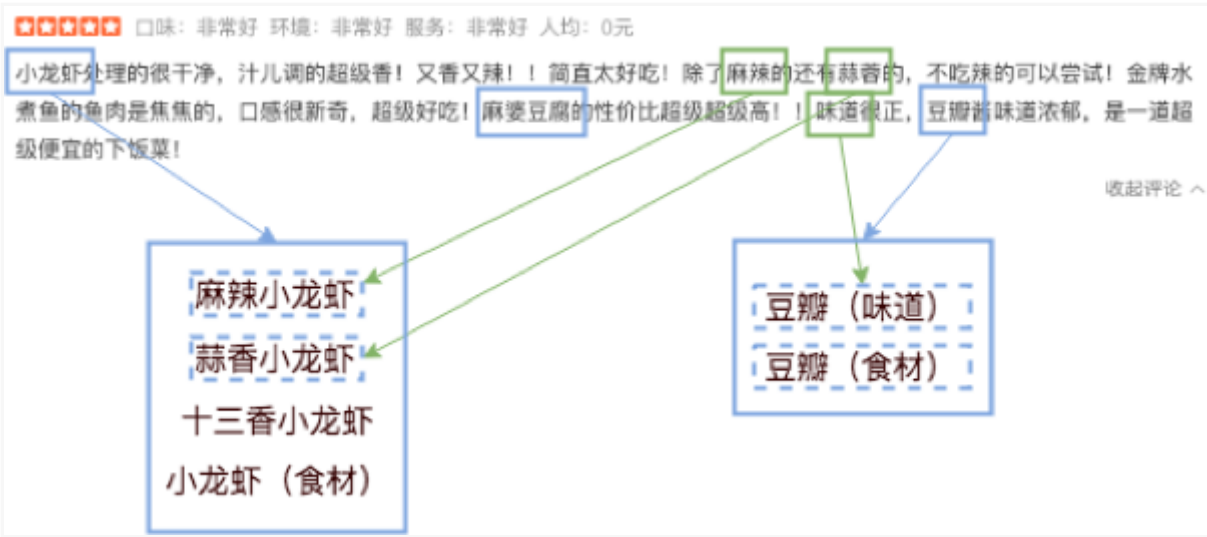 口味：非常好 环境：非常好 服务：非常好 人均：0元
小龙虾处理的很干净，汁儿调的超级香！又香又辣！！简直太好吃！除了麻辣的还有蒜蓉的，不吃辣的可以尝试！金牌水
煮鱼的鱼肉是焦焦的，口感很新奇，超级好吃！麻婆豆腐的性价比超级超级高！！味道很正，豆瓣酱味道浓郁，是一道超
级便宜的下饭菜！
收起评论
麻辣小龙虾
蒜香小龙虾
十三香小龙虾
小龙虾（食材）
豆瓣（味道）
豆瓣（食材）